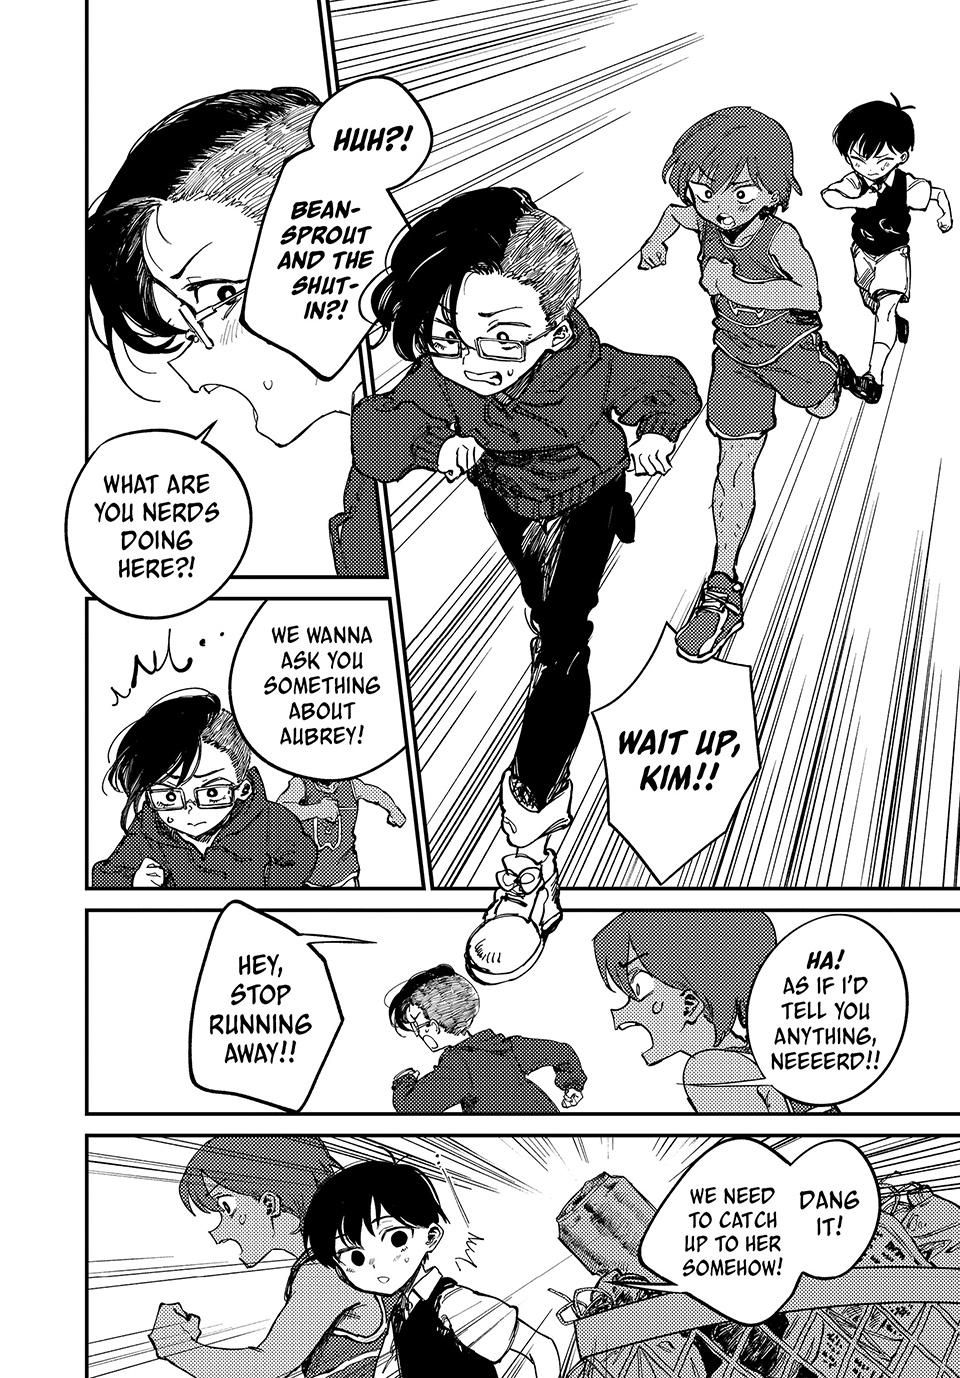 WAIT UP,
KIM!!
HUH?!
BEAN-
SPROUT
AND THE
SHUT-
IN?!
WHAT ARE
YOU NERDS
DOING
HERE?!
WE WANNA
ASK YOU
SOMETHING
ABOUT
AUBREY!
HA!
AS IF I'D
TELL YOU
ANYTHING,
NEEEERD!!
HEY,
STOP
RUNNING
AWAY!!
DANG
IT!
WE NEED
TO CATCH
UP TO HER
SOMEHOW!